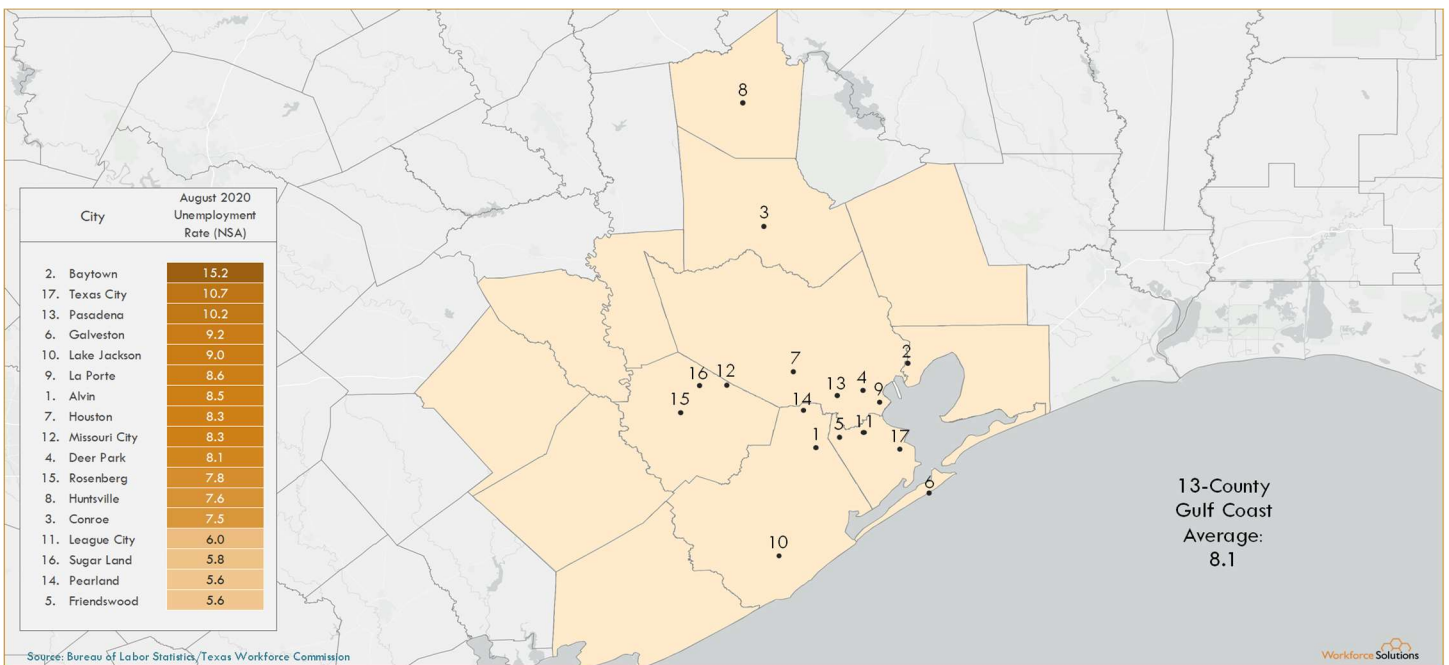 City
August 2020
Unemployment
Rate (NSA)
2. Baytown 15.2
17. Texas City 10.7
13. Pasadena 10.2
6. Galveston 9.2
10. Lake Jackson 9.0
9. La Porte 8.6
1. Alvin 8.5
7. Houston 8.3
12. Missouri City 8.3
4. Deer Park 8.1
15. Rosenberg 7.8
8. Huntsville 7.6
3. Conroe 7.5
11. League City 6.0
16. Sugar Land 5.8
14. Pearland 5.6
5. Friendswood 5.6
8
3
2
7
16 12
13 4
9
15
14
5 11
1
17
6
10
13-County
Gulf Coast
Average:
8.1
Source: Bureau of Labor Statistics/Texas Workforce Commission
Workforce Solutions